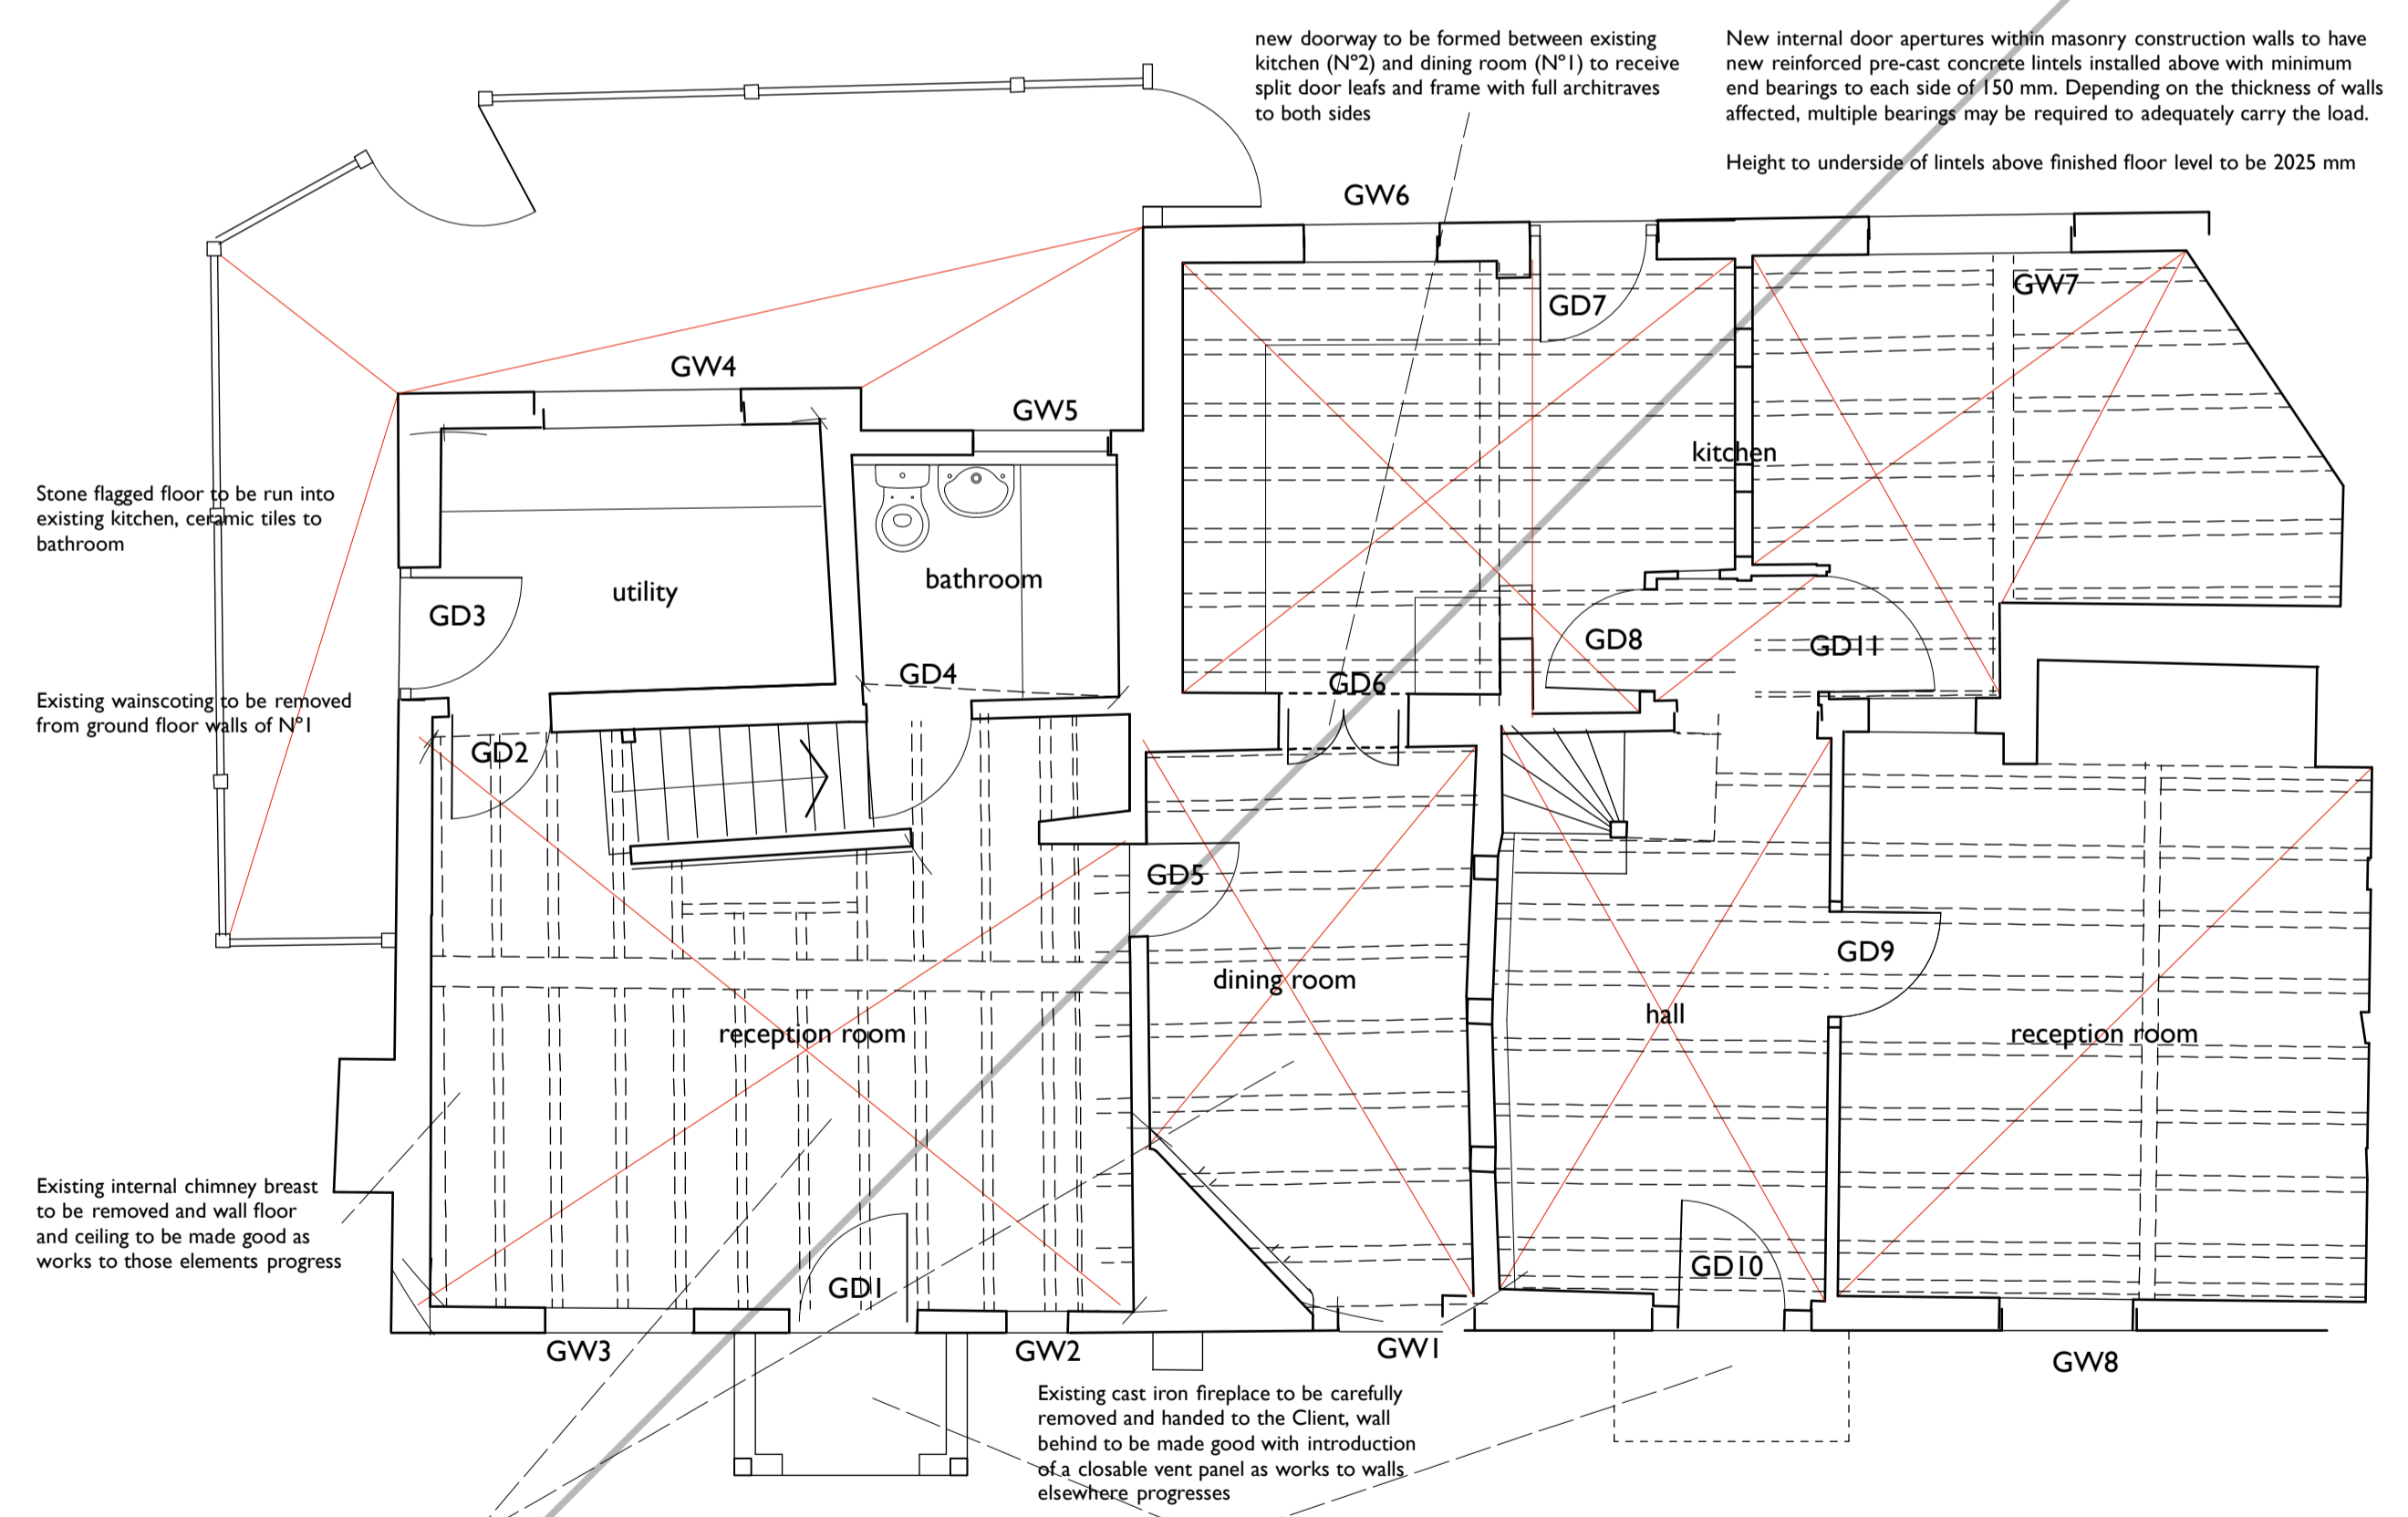 new doorway to be formed between existing
kitchen (Nº2) and dining room (Nº1) to receive
split door leafs and frame with full architraves
to both sides
New internal door apertures within masonry construction walls to have
new reinforced pre-cast concrete lintels installed above with minimum
end bearings to each side of 150 mm. Depending on the thickness of walls
affected, multiple bearings may be required to adequately carry the load.
Height to underside of lintels above finished floor level to be 2025 mm
GW6
GD7
GW7
GW4
GW5
kitchen
Stone flagged floor to be run into
existing kitchen, ceramic tiles to
bathroom
utility
bathroom
GD3
GD8
GD11
GD4
GD6
Existing wainscoting to be removed
from ground floor walls of Nº1
GD2
GD5
GD9
dining room
hall
reception room
reception room
Existing internal chimney breast
to be removed and wall floor
and ceiling to be made good as
works to those elements progress
GD1
GD10
GW3
GW2
GW1
GW8
Existing cast iron fireplace to be carefully
removed and handed to the Client, wall
behind to be made good with introduction
of a closable vent panel as works to walls
elsewhere progresses